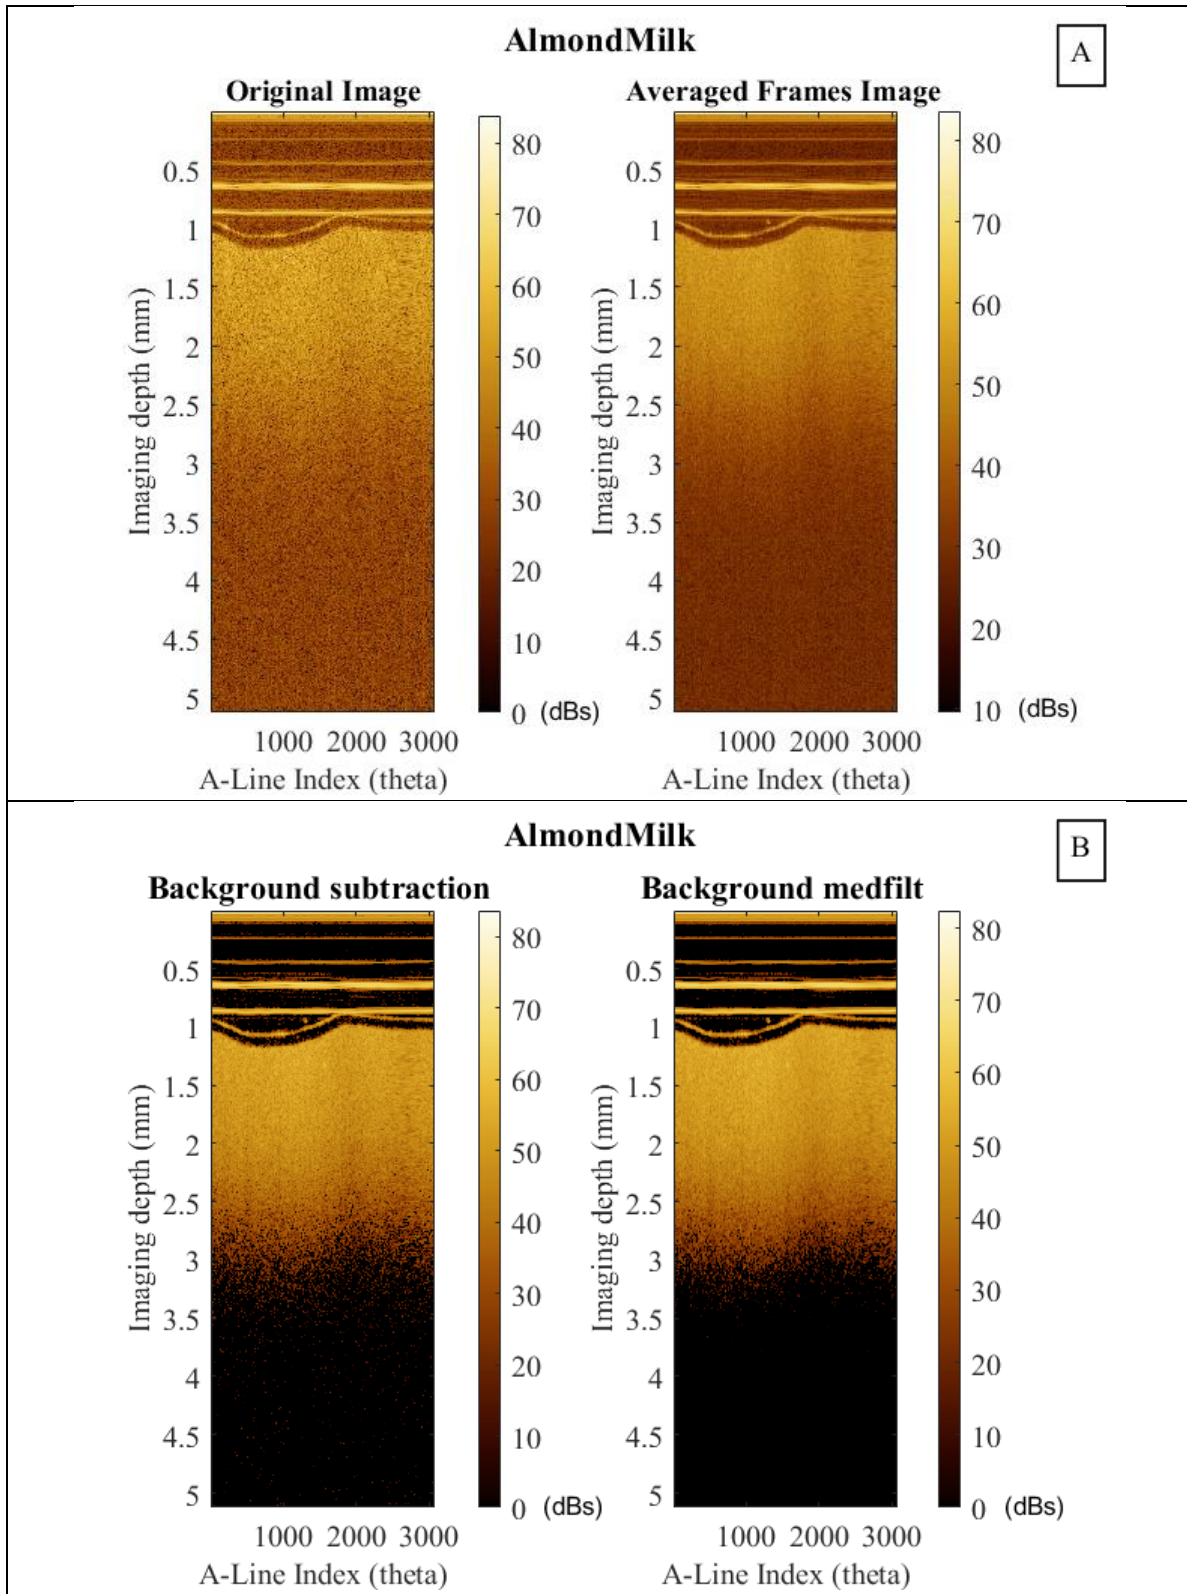 AlmondMilk
A
Original Image
Averaged Frames Image
0.5
1
1.5
2
2.5
3
3.5
4
4.5
5
Imaging depth (mm)
1000 2000 3000
A-Line Index (theta)
80
70
60
50
40
30
20
10
0 (dBs)
0.5
1
1.5
2
2.5
3
3.5
4
4.5
5
Imaging depth (mm)
1000 2000 3000
A-Line Index (theta)
80
70
60
50
40
30
20
10 (dBs)
AlmondMilk
B
Background subtraction
Background medfilt
0.5
1
1.5
2
2.5
3
3.5
4
4.5
5
Imaging depth (mm)
1000 2000 3000
A-Line Index (theta)
80
70
60
50
40
30
20
10
0 (dBs)
0.5
1
1.5
2
2.5
3
3.5
4
4.5
5
Imaging depth (mm)
1000 2000 3000
A-Line Index (theta)
80
70
60
50
40
30
20
10
0 (dBs)